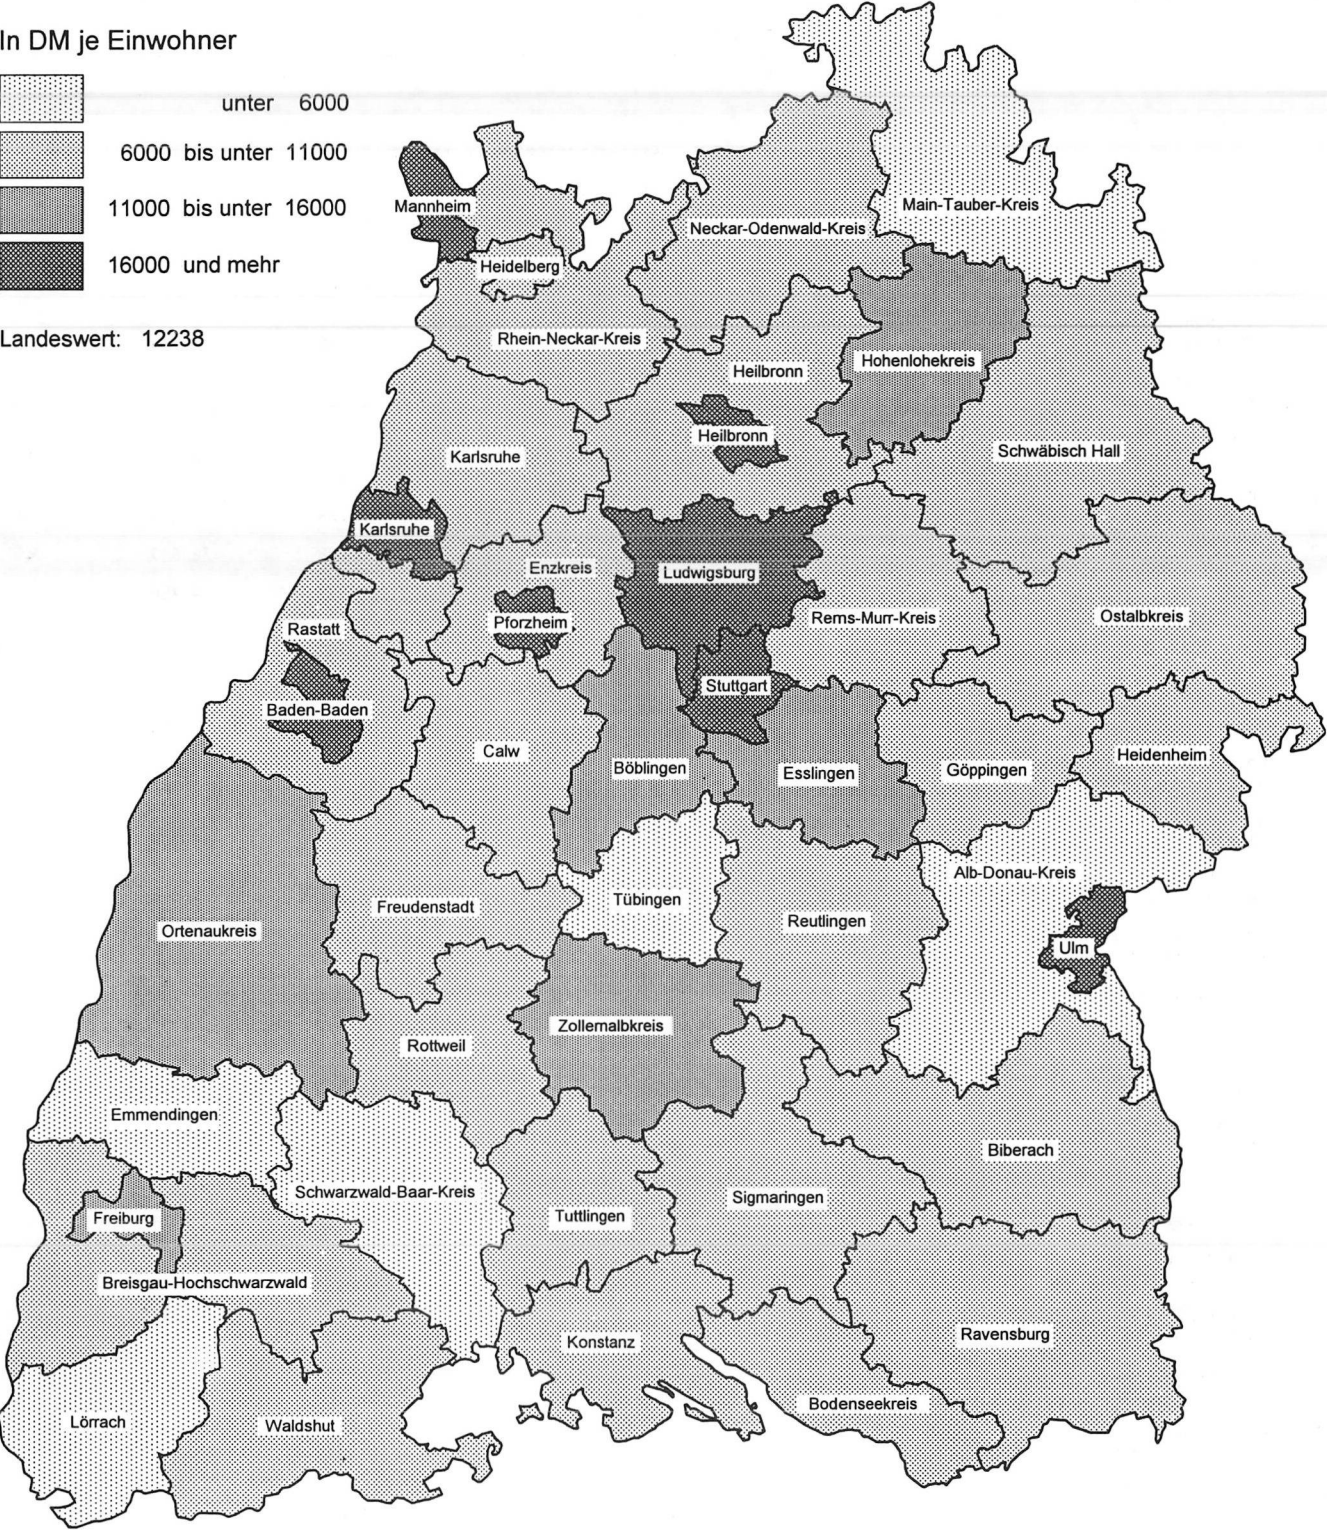 In DM je Einwohner
unter 6000
6000 bis unter 11000
11000 bis unter 16000
16000 und mehr
Landeswert: 12238
Mannheim
Main-Tauber-Kreis
Neckar-Odenwald-Kreis
Heidelberg
Rhein-Neckar-Kreis
Hohenlohekreis
Heilbronn
Heilbronn
Schwäbisch Hall
Karlsruhe
Karlsruhe
Enzkreis
Ludwigsburg
Pforzheim
Rems-Murr-Kreis
Ostalbkreis
Rastatt
Stuttgart
Baden-Baden
Calw
Böblingen
Esslingen
Göppingen
Heidenheim
Alb-Donau-Kreis
Tübingen
Freudenstadt
Reutlingen
Ortenaukreis
Ulm
Zollernalbkreis
Rottweil
Emmendingen
Biberach
Schwarzwald-Baar-Kreis
Sigmaringen
Freiburg
Tuttlingen
Breisgau-Hochschwarzwald
Konstanz
Ravensburg
Bodenseekreis
Lörrach
Waldshut